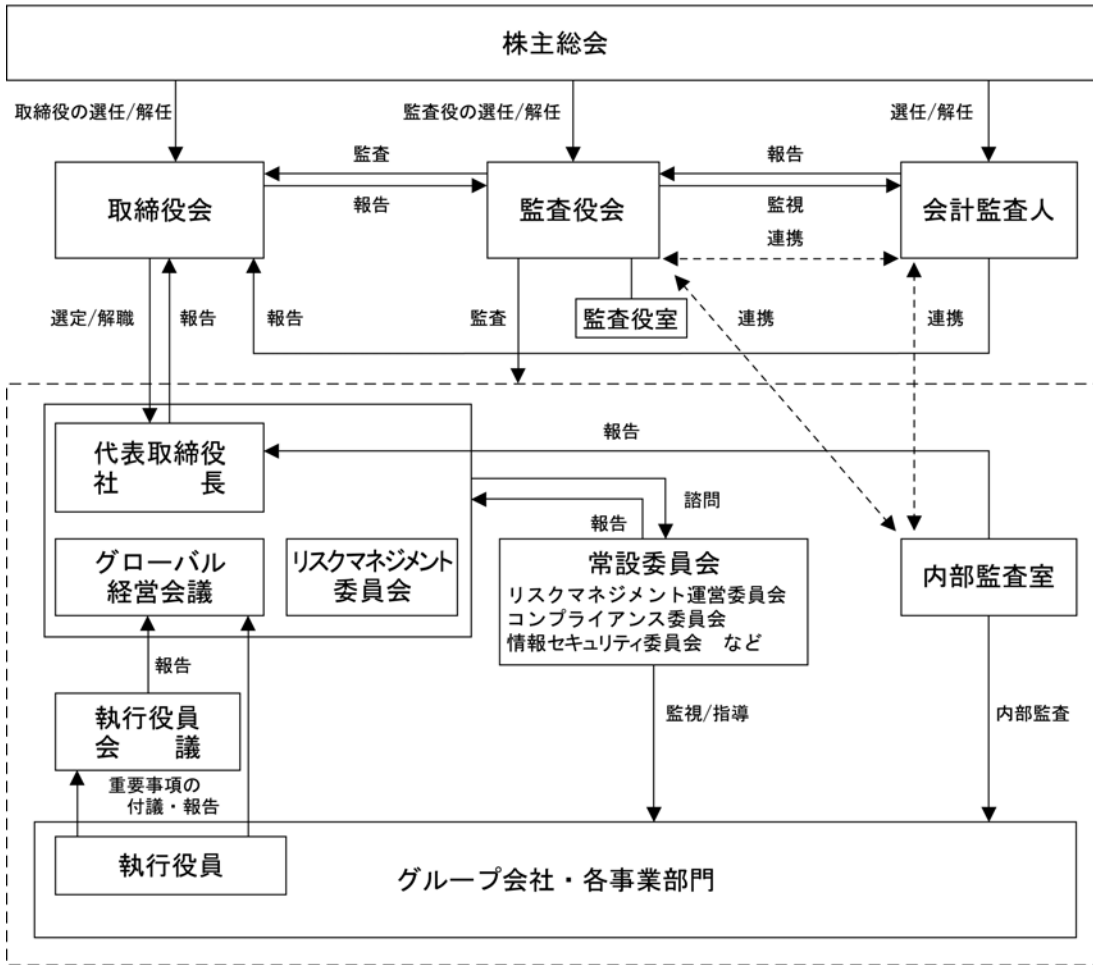 株主総会
取締役の選任/解任
監査役の選任/解任
選任/解任
監査
報告
取締役会
報告
監査役会
監視
会計監査人
連携
選定/解職
報告
報告
監査
監査役室
連携
連携
代表取締役
社長
報告
諮問
報告
グローバル
経営会議
リスクマネジメント
委員会
常設委員会
リスクマネジメント運営委員会
コンプライアンス委員会
情報セキュリティ委員会 など
内部監査室
報告
執行役員
会議
監視/指導
内部監査
重要事項の
付議・報告
執行役員
グループ会社・各事業部門